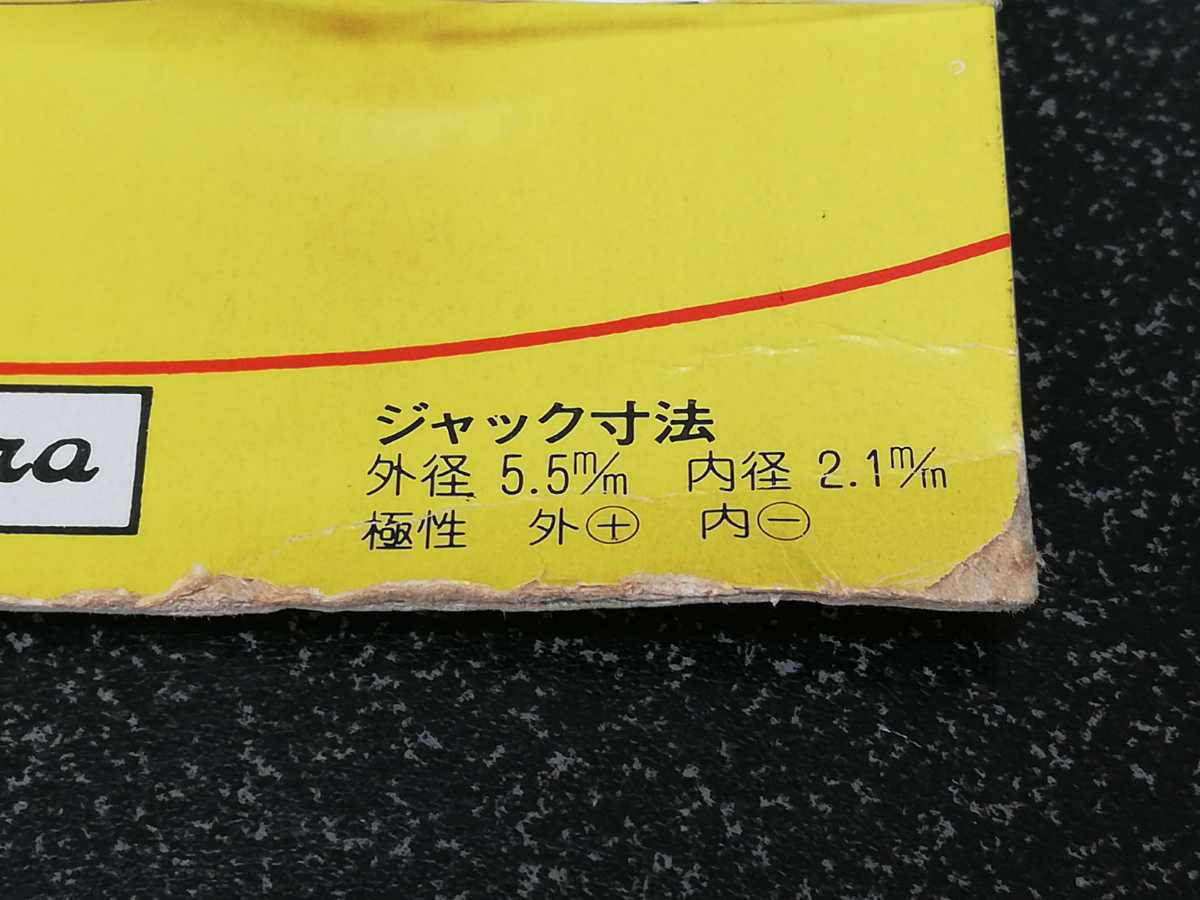 ジャック寸法
外径 5.5m/m 内径 2.1m/m
極性 外⊕ 内⊖